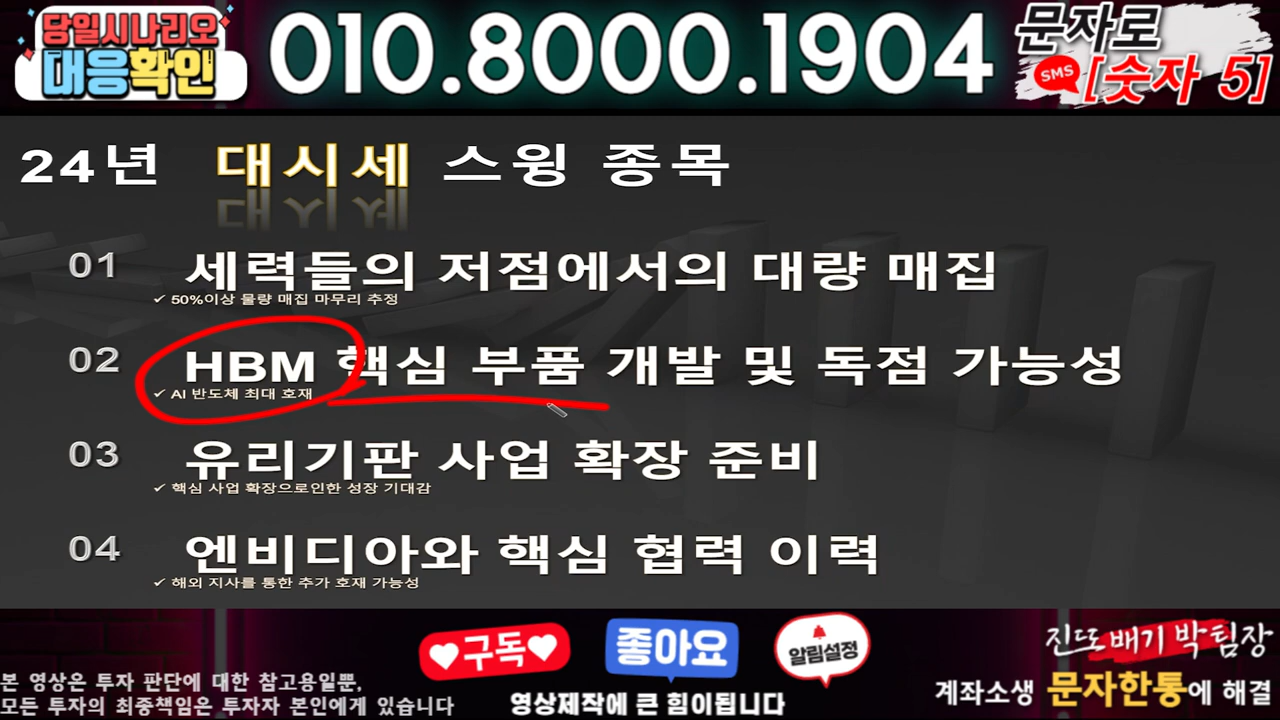 당일시나리오
대응확인
010.8000.1904
문자로
SMS [숫자 5]
24년 대시세 스윙 종목
01 세력들의 저점에서의 대량 매집
✓ 50%이상 물량 매집 마무리 추정
02 HBM 핵심 부품 개발 및 독점 가능성
✓ AI 반도체 최대 호재
03 유리기판 사업 확장 준비
✓ 핵심 사업 확장으로인한 성장 기대감
04 엔비디아와 핵심 협력 이력
✓ 해외 지사를 통한 추가 호재 가능성
구독
좋아요
알림설정
영상제작에 큰 힘이됩니다
본 영상은 투자 판단에 대한 참고용일뿐,
모든 투자의 최종책임은 투자자 본인에게 있습니다
진또배기 박팀장
계좌소생 문자한통에 해결